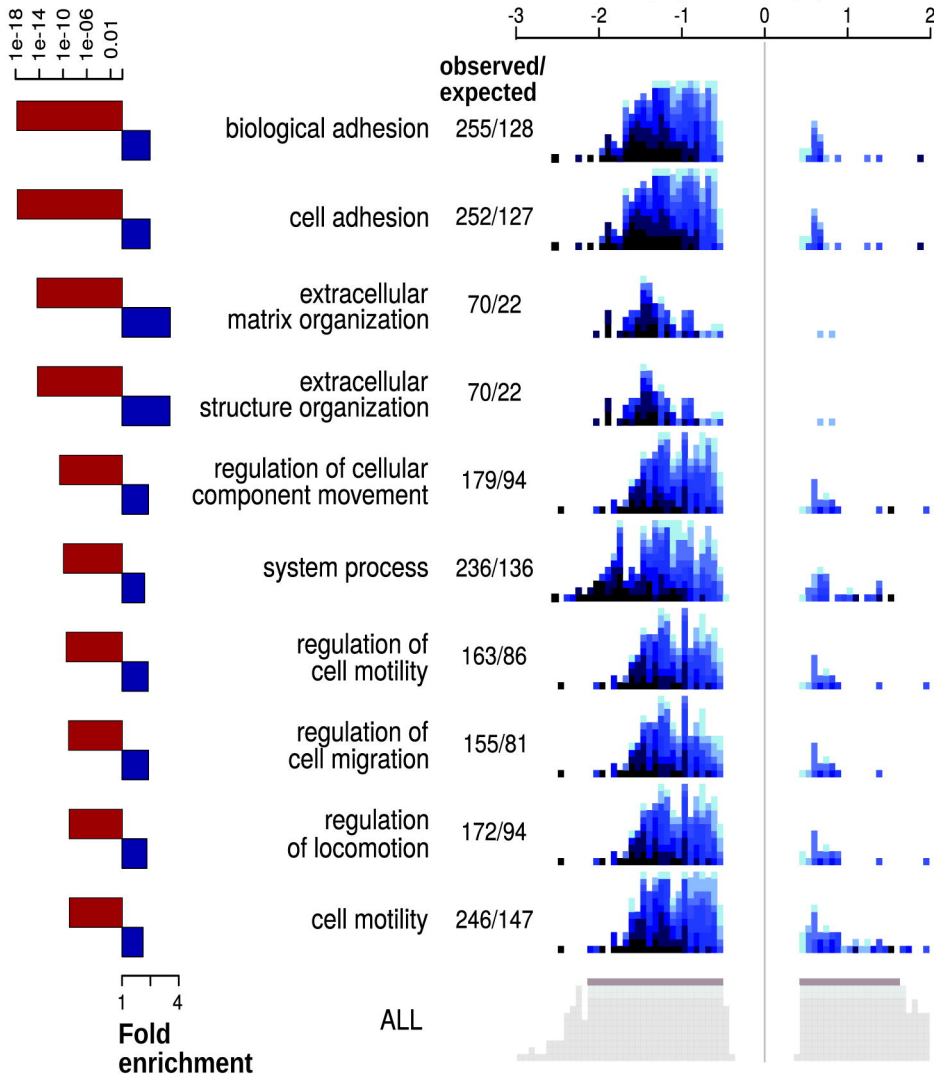 1e-18
1e-14
1e-10
1e-06
0.01
-3 -2 -1 0 1 2
observed/
expected
biological adhesion 255/128
cell adhesion 252/127
extracellular
matrix organization 70/22
extracellular
structure organization 70/22
regulation of cellular
component movement 179/94
system process 236/136
regulation of
cell motility 163/86
regulation of
cell migration 155/81
regulation
of locomotion 172/94
cell motility 246/147
ALL
1 4
Fold
enrichment